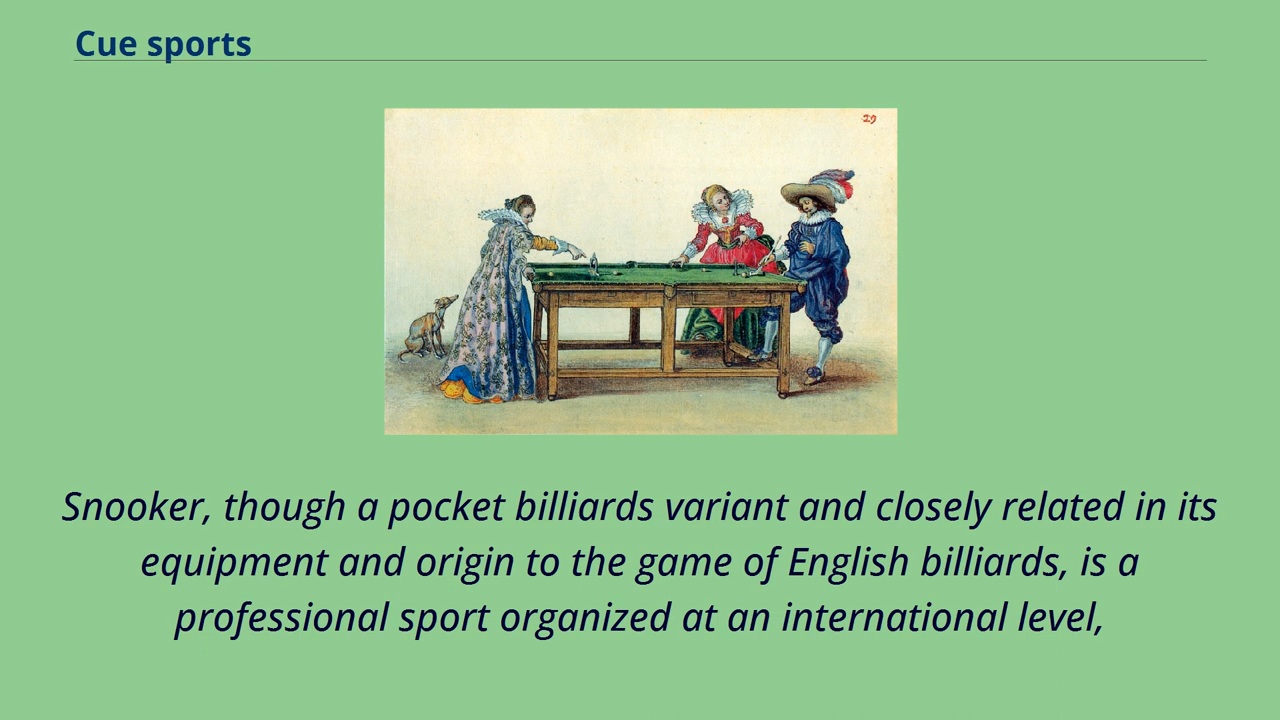 Cue sports
29
Snooker, though a pocket billiards variant and closely related in its
equipment and origin to the game of English billiards, is a
professional sport organized at an international level,